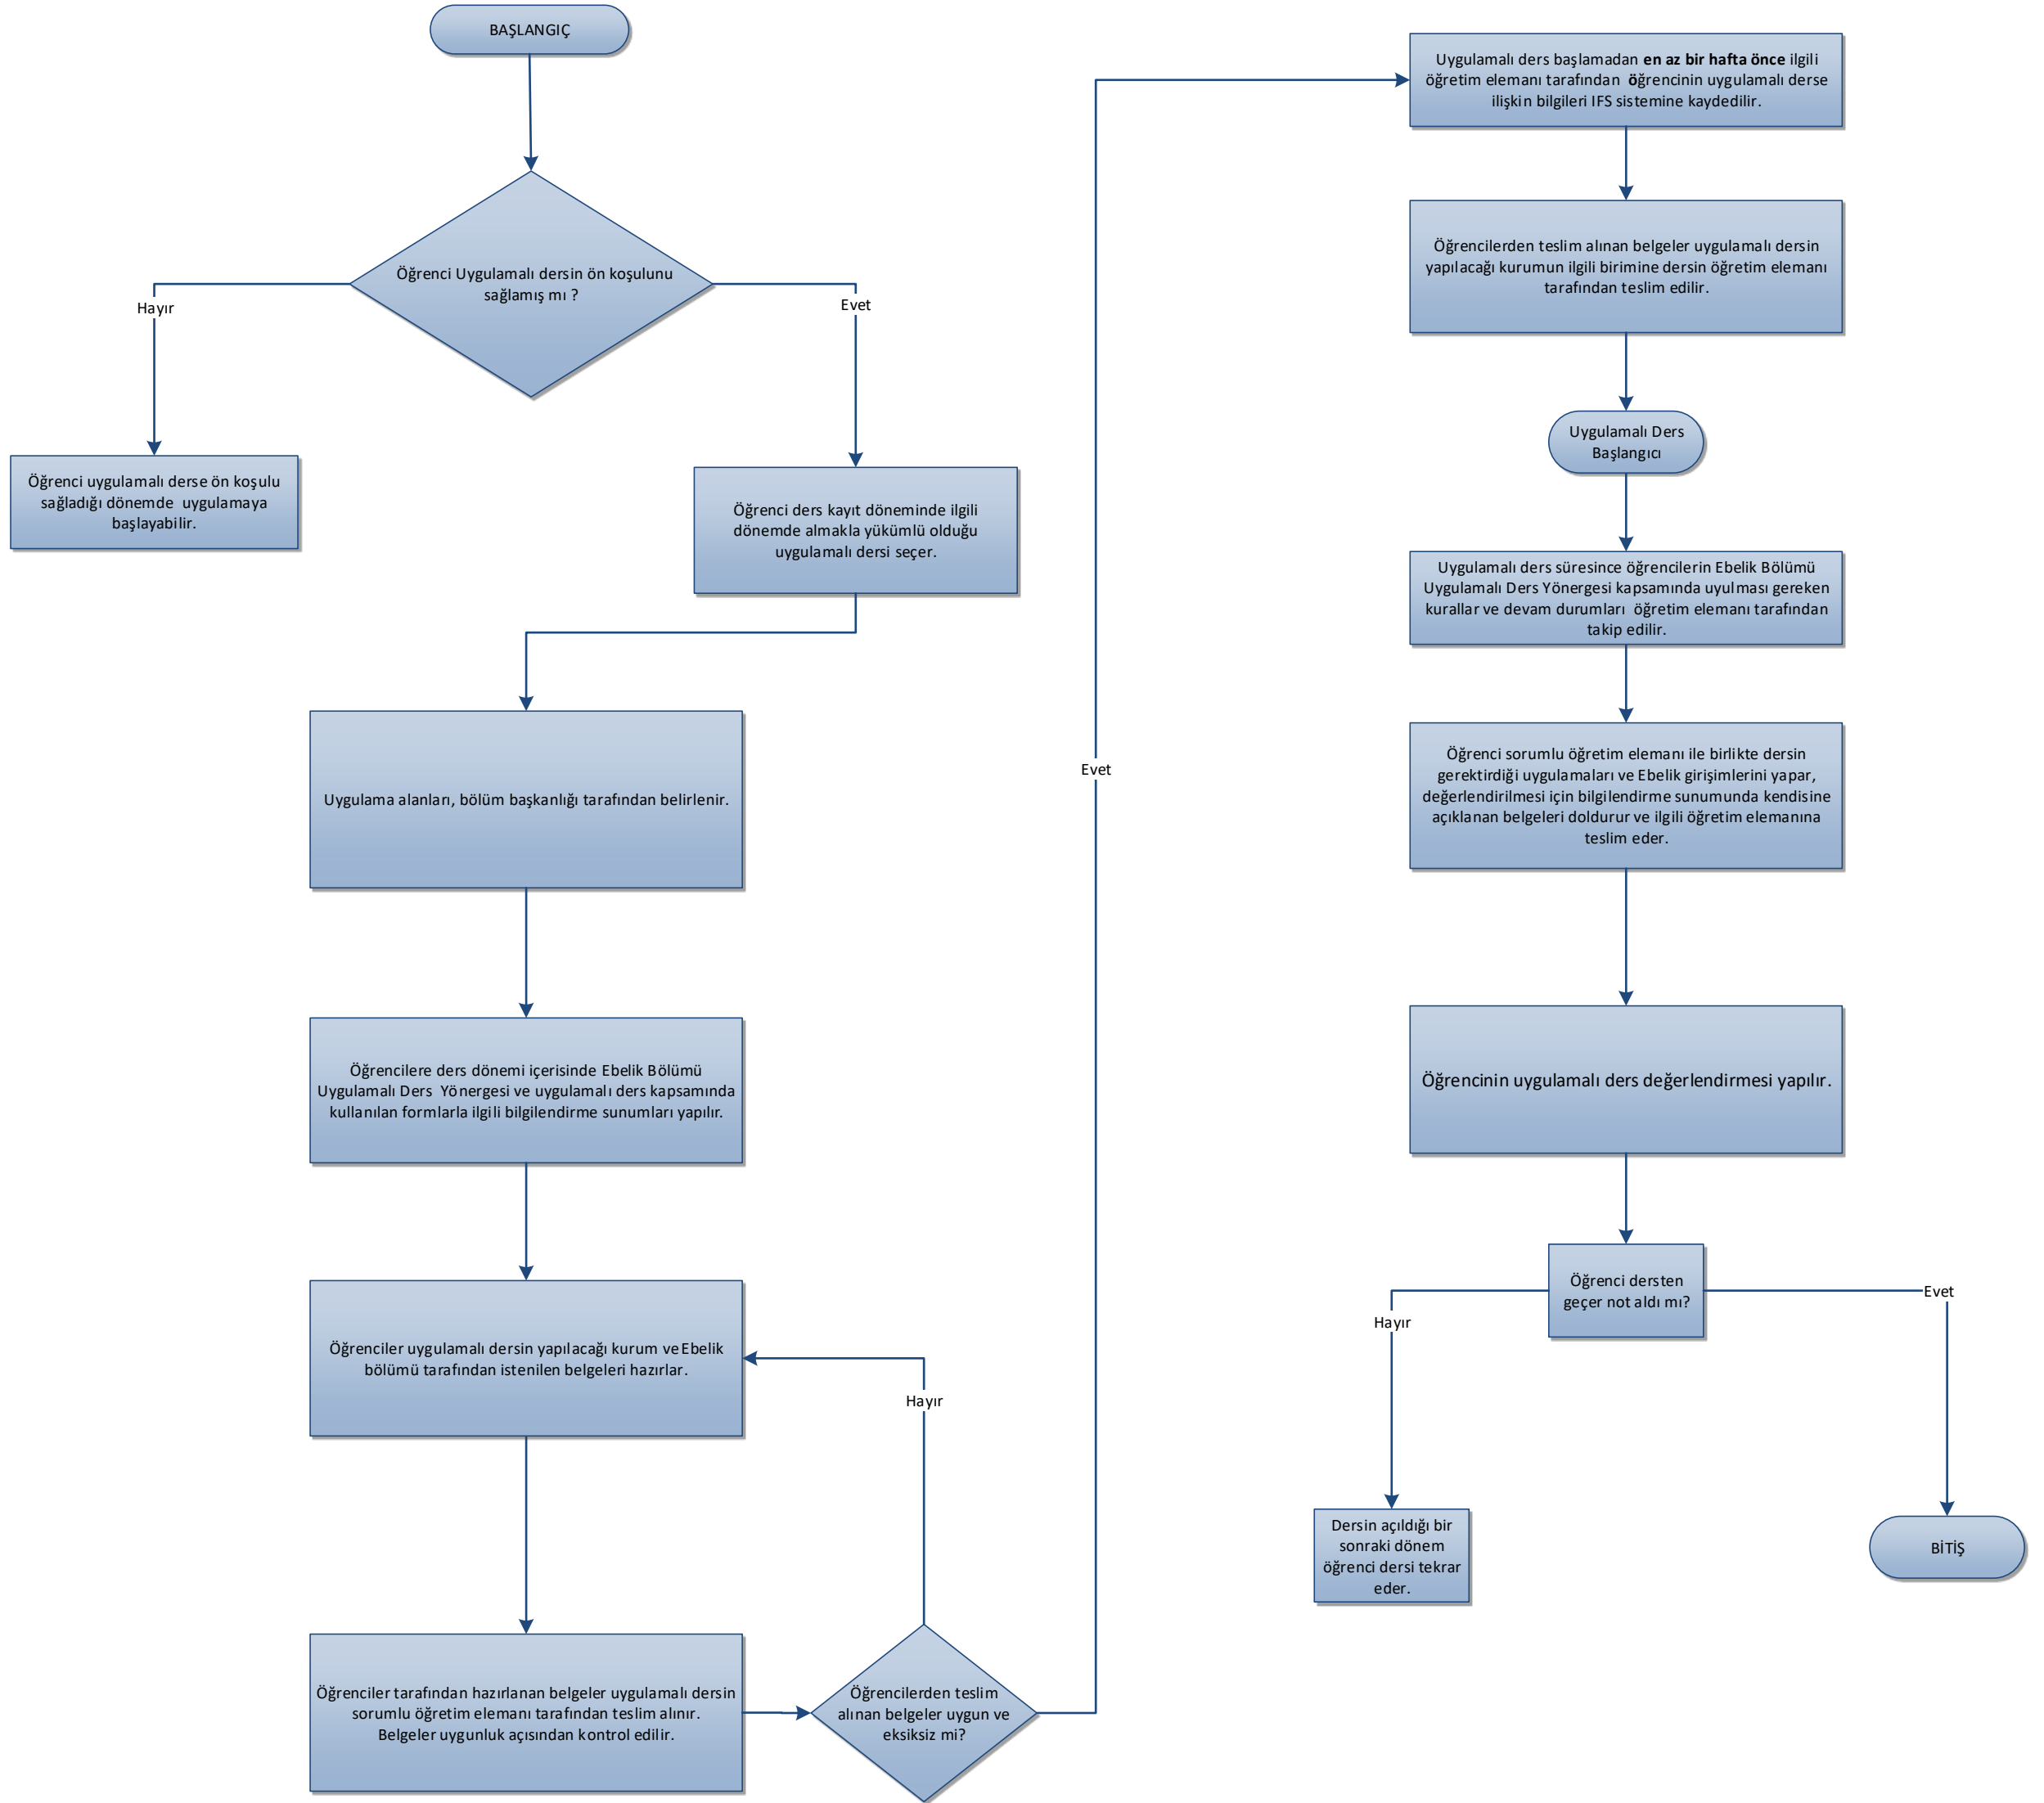 BAŞLANGIÇ
Öğrenci Uygulamalı dersin ön koşulunu
sağlamış mı ?
Hayır
Evet
Öğrenci uygulamalı derse ön koşulu
sağladığı dönemde uygulamaya
başlayabilir.
Öğrenci ders kayıt döneminde ilgili
dönemde almakla yükümlü olduğu
uygulamalı dersi seçer.
Uygulama alanları, bölüm başkanlığı tarafından belirlenir.
Öğrencilere ders dönemi içerisinde Ebelik Bölümü
Uygulamalı Ders Yönergesi ve uygulamalı ders kapsamında
kullanılan formlarla ilgili bilgilendirme sunumları yapılır.
Öğrenciler uygulamalı dersin yapılacağı kurum ve Ebelik
bölümü tarafından istenilen belgeleri hazırlar.
Hayır
Öğrenciler tarafından hazırlanan belgeler uygulamalı dersin
sorumlu öğretim elemanı tarafından teslim alınır.
Belgeler uygunluk açısından kontrol edilir.
Öğrencilerden teslim
alınan belgeler uygun ve
eksiksiz mi?
Evet
Uygulamalı ders başlamadan en az bir hafta önce ilgili
öğretim elemanı tarafından öğrencinin uygulamalı derse
ilişkin bilgileri IFS sistemine kaydedilir.
Öğrencilerden teslim alınan belgeler uygulamalı dersin
yapılacağı kurumun ilgili birimine dersin öğretim elemanı
tarafından teslim edilir.
Uygulamalı Ders
Başlangıcı
Uygulamalı ders süresince öğrencilerin Ebelik Bölümü
Uygulamalı Ders Yönergesi kapsamında uyulması gereken
kurallar ve devam durumları öğretim elemanı tarafından
takip edilir.
Öğrenci sorumlu öğretim elemanı ile birlikte dersin
gerektirdiği uygulamaları ve Ebelik girişimlerini yapar,
değerlendirilmesi için bilgilendirme sunumunda kendisine
açıklanan belgeleri doldurur ve ilgili öğretim elemanına
teslim eder.
Öğrencinin uygulamalı ders değerlendirmesi yapılır.
Öğrenci dersten
geçer not aldı mı?
Hayır
Evet
Dersin açıldığı bir
sonraki dönem
öğrenci dersi tekrar
eder.
BİTİŞ